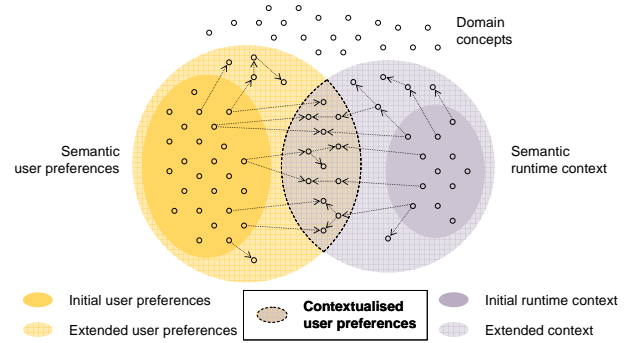 Domain
concepts
Semantic
user preferences
Semantic
runtime context
Initial user preferences
Extended user preferences
Contextualised
user preferences
Initial runtime context
Extended context